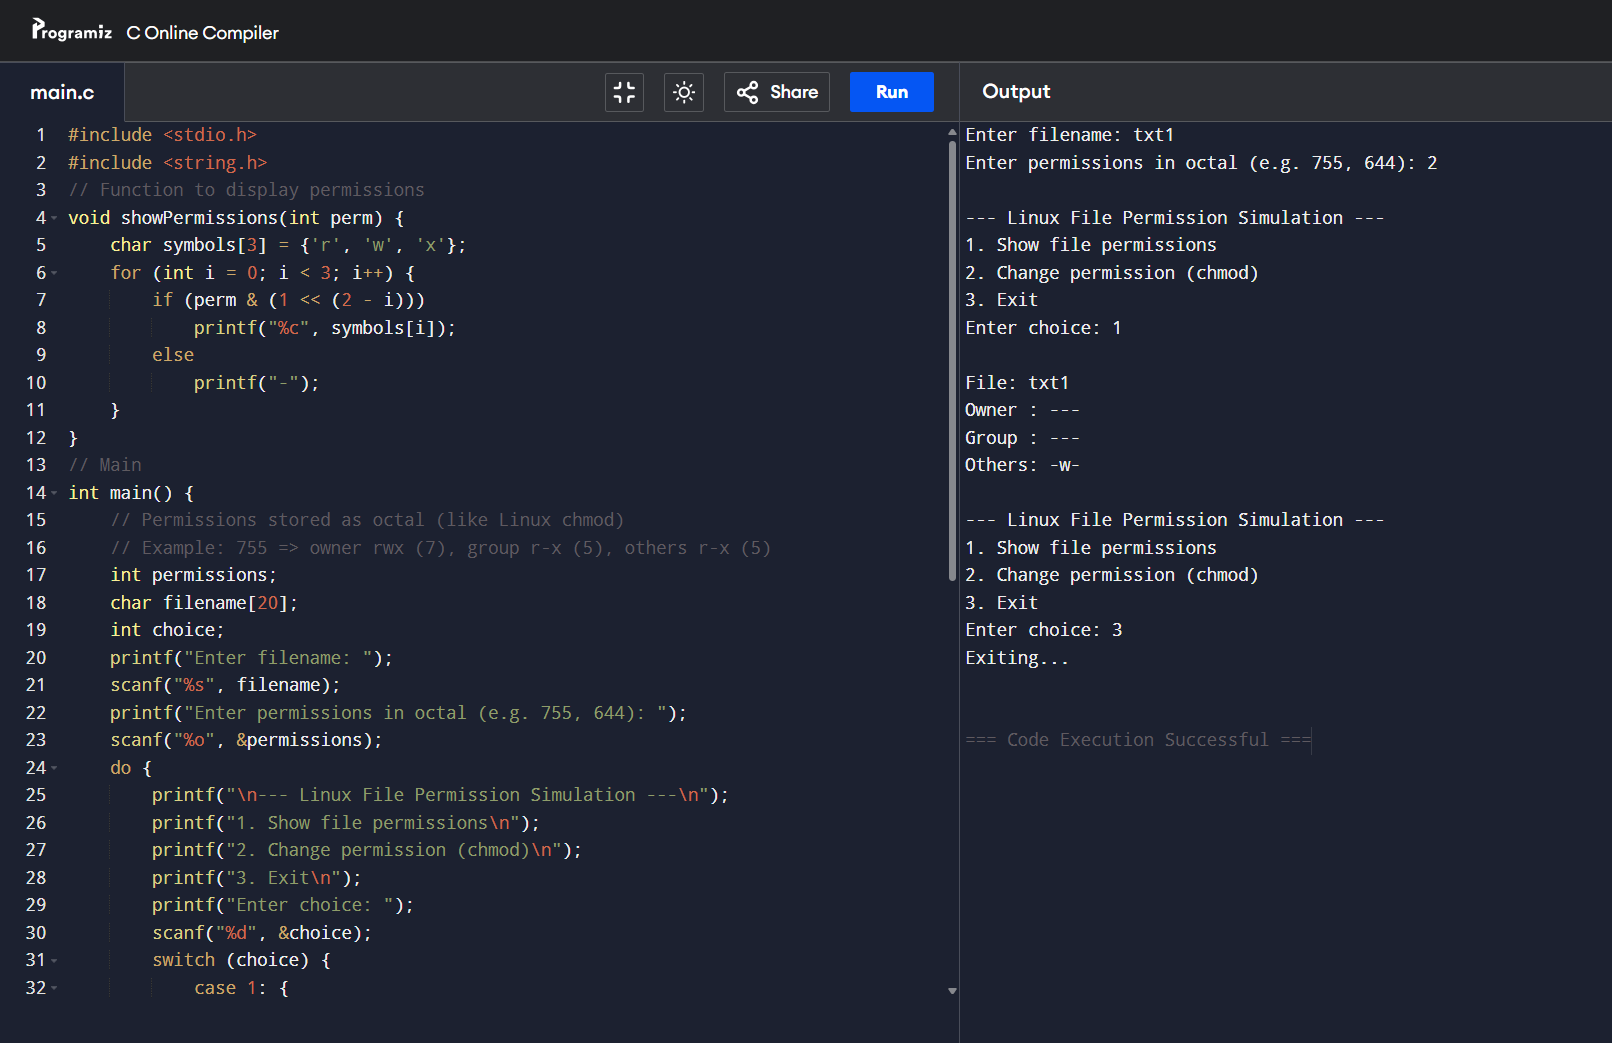 Programiz C Online Compiler
main.c
Share
Run
Output
1 #include <stdio.h>
2 #include <string.h>
3 // Function to display permissions
4 void showPermissions(int perm) {
5     char symbols[3] = {'r', 'w', 'x'};
6     for (int i = 0; i < 3; i++) {
7         if (perm & (1 << (2 - i)))
8             printf("%c", symbols[i]);
9         else
10             printf("-");
11     }
12 }
13 // Main
14 int main() {
15     // Permissions stored as octal (like Linux chmod)
16     // Example: 755 => owner rwx (7), group r-x (5), others r-x (5)
17     int permissions;
18     char filename[20];
19     int choice;
20     printf("Enter filename: ");
21     scanf("%s", filename);
22     printf("Enter permissions in octal (e.g. 755, 644): ");
23     scanf("%o", &permissions);
24     do {
25         printf("\n--- Linux File Permission Simulation ---\n");
26         printf("1. Show file permissions\n");
27         printf("2. Change permission (chmod)\n");
28         printf("3. Exit\n");
29         printf("Enter choice: ");
30         scanf("%d", &choice);
31         switch (choice) {
32             case 1: {
Enter filename: txt1
Enter permissions in octal (e.g. 755, 644): 2
--- Linux File Permission Simulation ---
1. Show file permissions
2. Change permission (chmod)
3. Exit
Enter choice: 1
File: txt1
Owner : ---
Group : ---
Others: -w-
--- Linux File Permission Simulation ---
1. Show file permissions
2. Change permission (chmod)
3. Exit
Enter choice: 3
Exiting...
=== Code Execution Successful ===